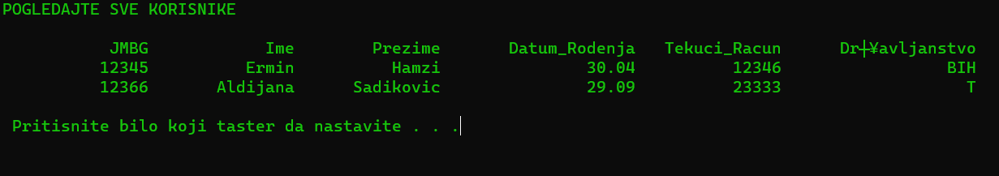 POGLEDAJTE SVE KORISNIKE
JMBG Ime Prezime Datum_Rodenja Tekuci_Racun Dr┼¥avljanstvo
12345 Ermin Hamzi 30.04 12346 BIH
12366 Aldijana Sadikovic 29.09 23333 T
Pritisnite bilo koji taster da nastavite . . .